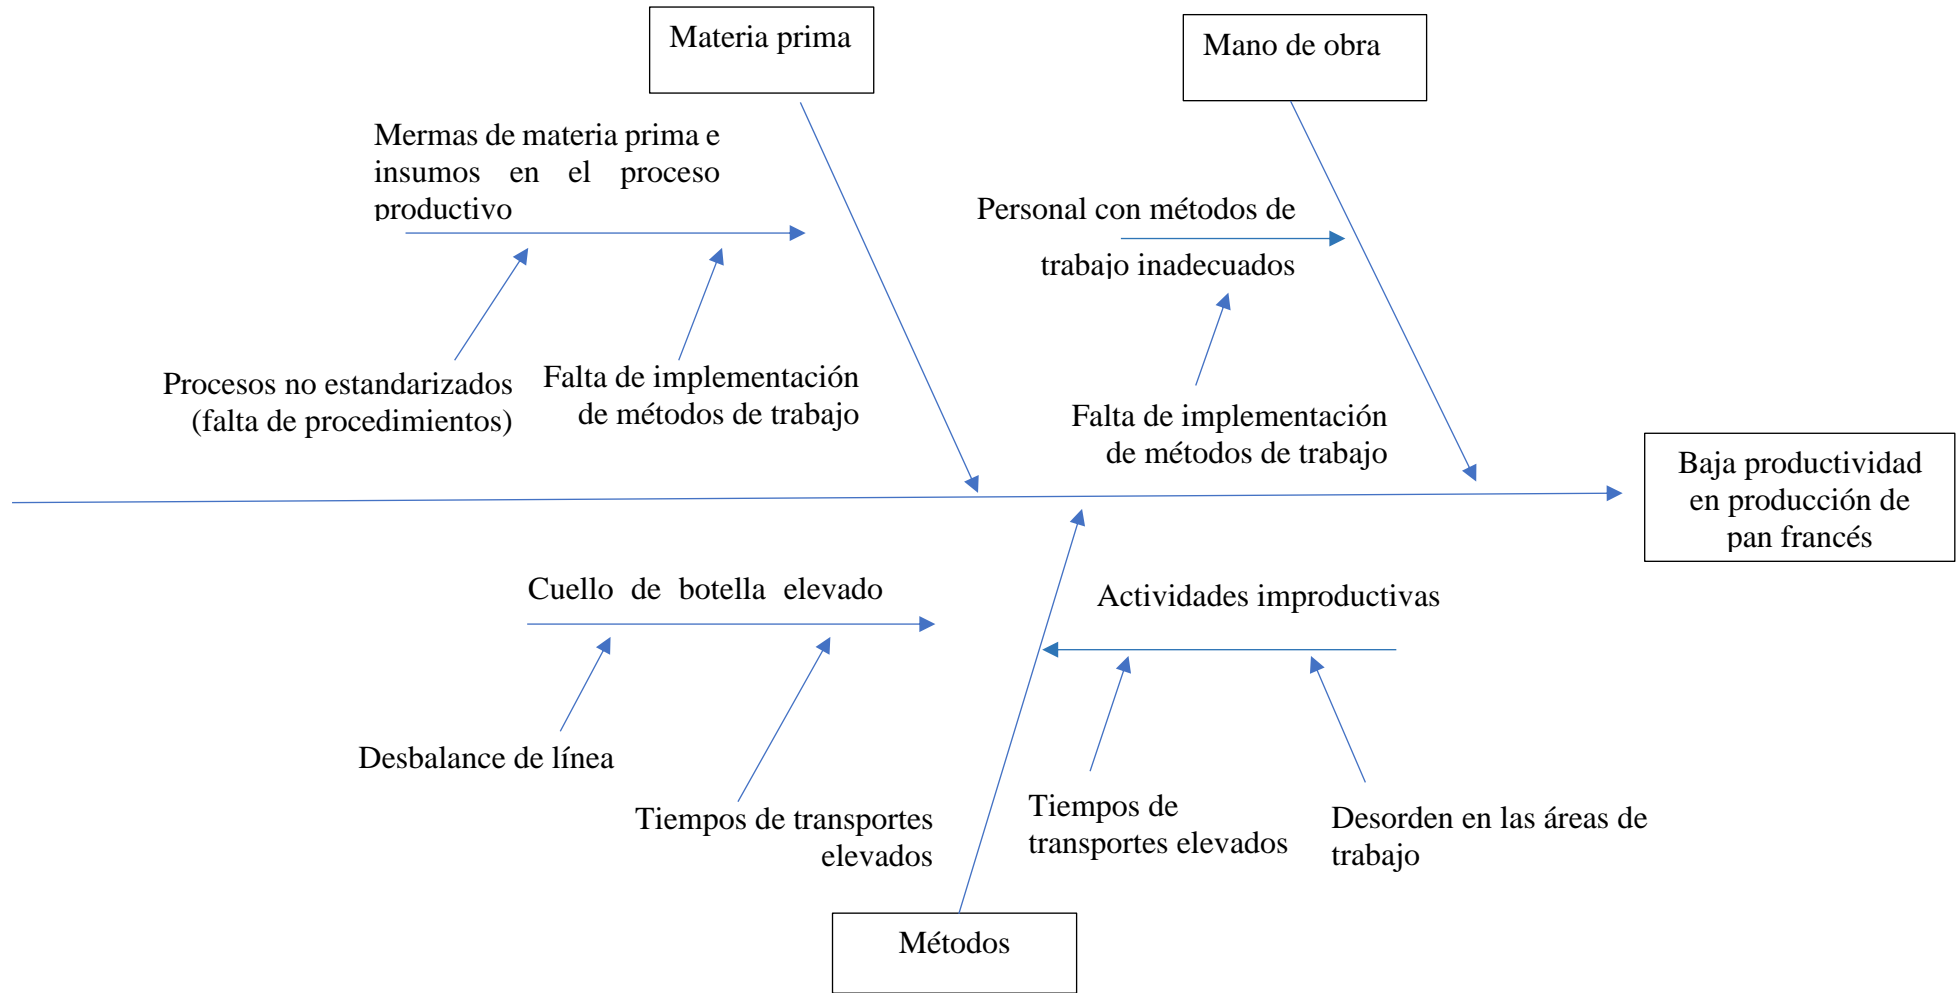 Materia prima
Mano de obra
Mermas de materia prima e
insumos en el proceso
productivo
Personal con métodos de
trabajo inadecuados
Procesos no estandarizados
(falta de procedimientos)
Falta de implementación
de métodos de trabajo
Falta de implementación
de métodos de trabajo
Baja productividad
en producción de
pan francés
Cuello de botella elevado
Actividades improductivas
Desbalance de línea
Tiempos de transportes
elevados
Tiempos de
transportes elevados
Desorden en las áreas de
trabajo
Métodos